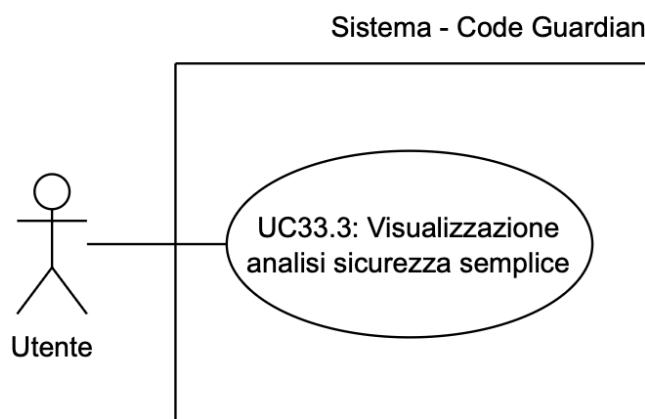 Sistema - Code Guardian
UC33.3: Visualizzazione
analisi sicurezza semplice
Utente